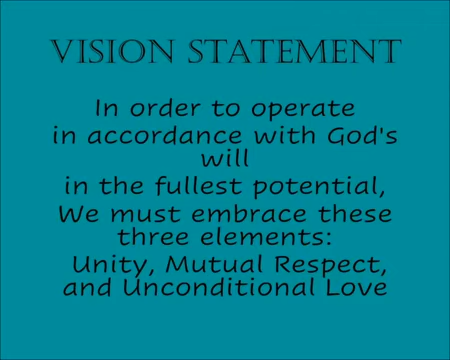 VISION STATEMENT
In order to operate
in accordance with God's
will
in the fullest potential,
We must embrace these
three elements:
Unity, Mutual Respect,
and Unconditional Love